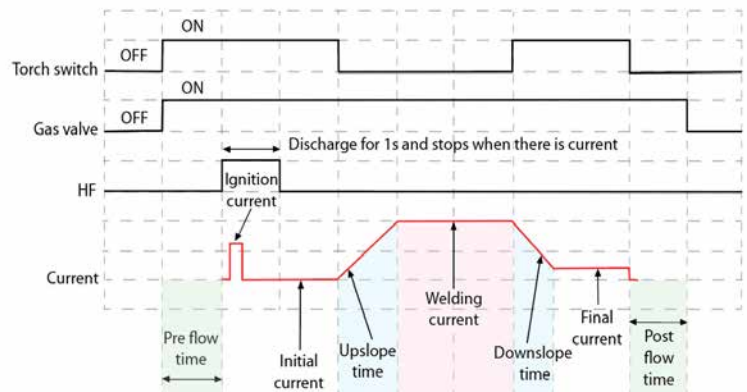 ON
OFF
Torch switch
ON
OFF
Gas valve
Discharge for 1s and stops when there is current
HF
Ignition
current
Current
Pre flow
time
Initial
current
Upslope
time
Welding
current
Downslope
time
Final
current
Post
flow
time